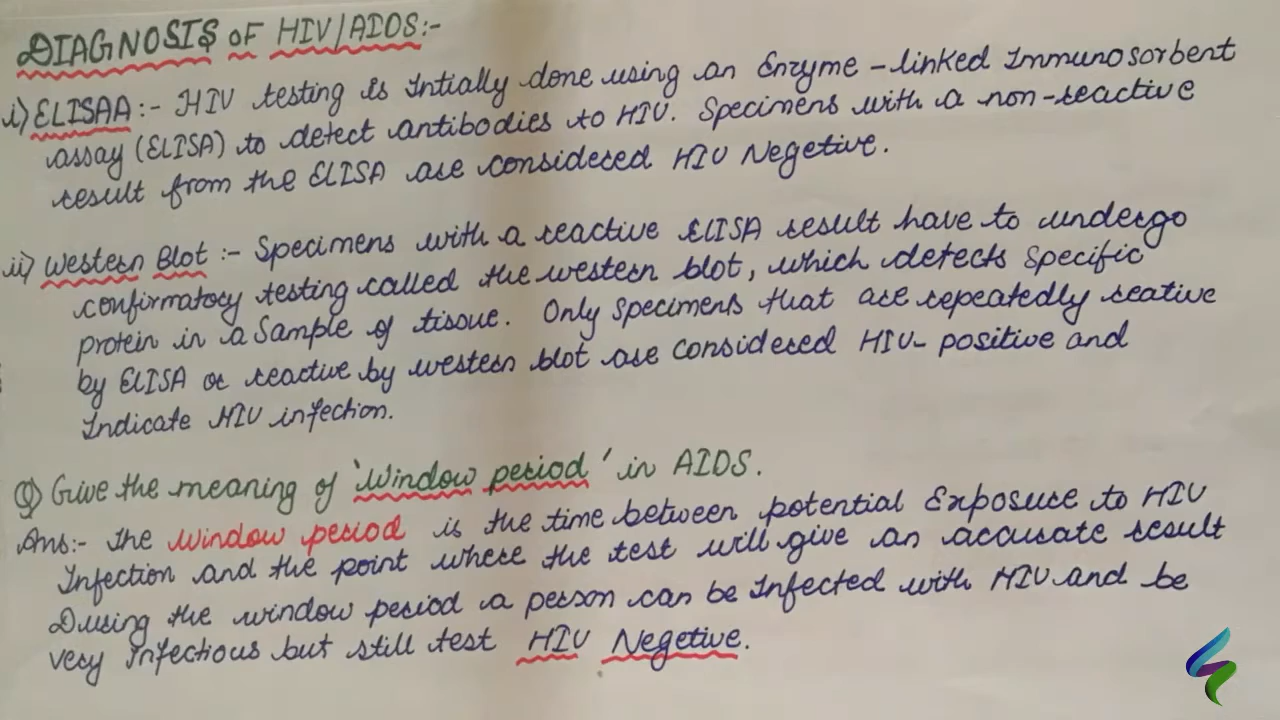 DIAGNOSIS OF HIV/AIDS:-
i) ELISAA :- HIV testing is Intially done using an Enzyme-linked Immunosorbent
assay (ELISA) to detect antibodies to HIV. Specimens with a non-reactive
result from the ELISA are considered HIV Negetive.
ii) Western Blot :- Specimens with a reactive ELISA result have to undergo
confirmatory testing called the western blot, which detects specific
protein in a sample of tissue. Only specimens that are repeatedly reative
by ELISA or reactive by western blot are considered HIV-positive and
Indicate HIV infection.
Q) Give the meaning of 'Window period' in AIDS.
Ans:- The window period is the time between potential Exposure to HIV
Infection and the point where the test will give an accurate result
During the window period a person can be Infected with HIV and be
very Infectious but still test HIV Negetive.